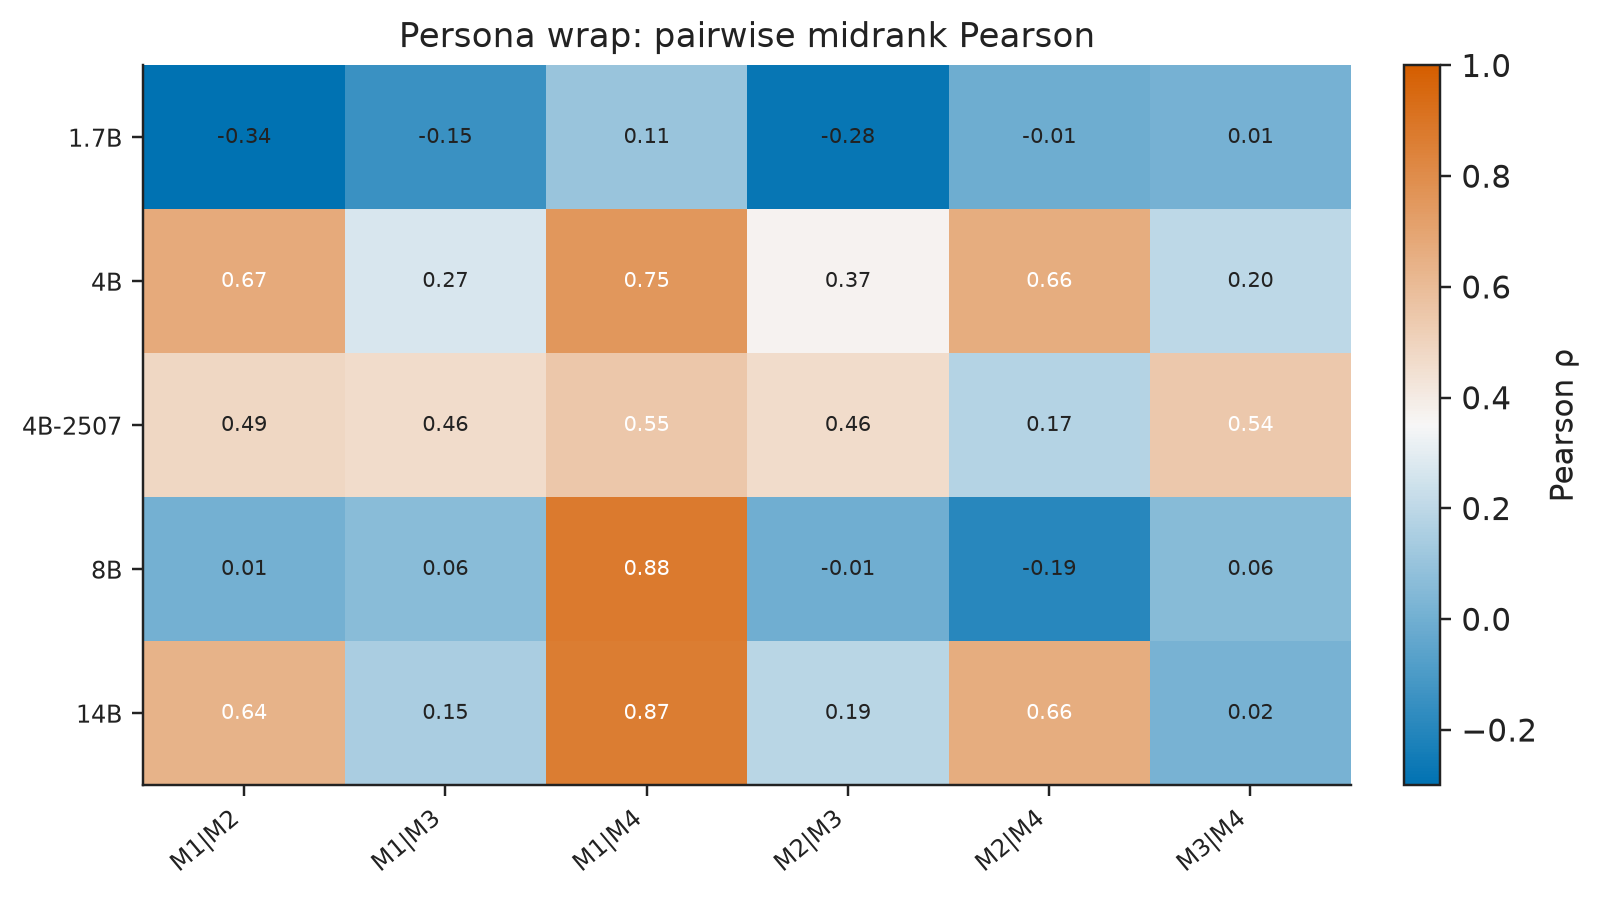 Persona wrap: pairwise midrank Pearson
1.7B -0.34 -0.15 0.11 -0.28 -0.01 0.01
4B 0.67 0.27 0.75 0.37 0.66 0.20
4B-2507 0.49 0.46 0.55 0.46 0.17 0.54
8B 0.01 0.06 0.88 -0.01 -0.19 0.06
14B 0.64 0.15 0.87 0.19 0.66 0.02
M1|M2 M1|M3 M1|M4 M2|M3 M2|M4 M3|M4
1.0
0.8
0.6
0.4
0.2
0.0
−0.2
Pearson ρ